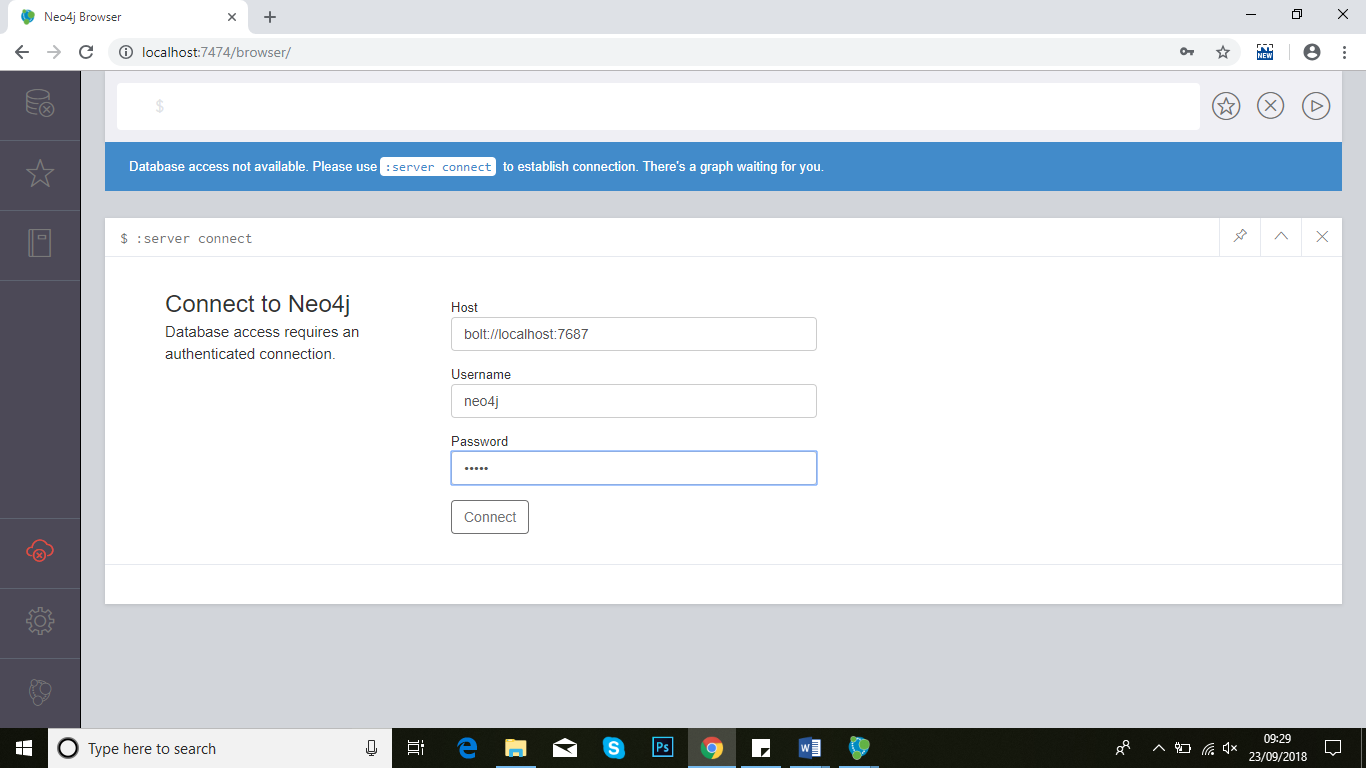 Neo4j Browser
localhost:7474/browser/
NEW
$
Database access not available. Please use :server connect to establish connection. There's a graph waiting for you.
$ :server connect
Connect to Neo4j
Database access requires an
authenticated connection.
Host
bolt://localhost:7687
Username
neo4j
Password
•••••
Connect
Type here to search
Ps
09:29
23/09/2018